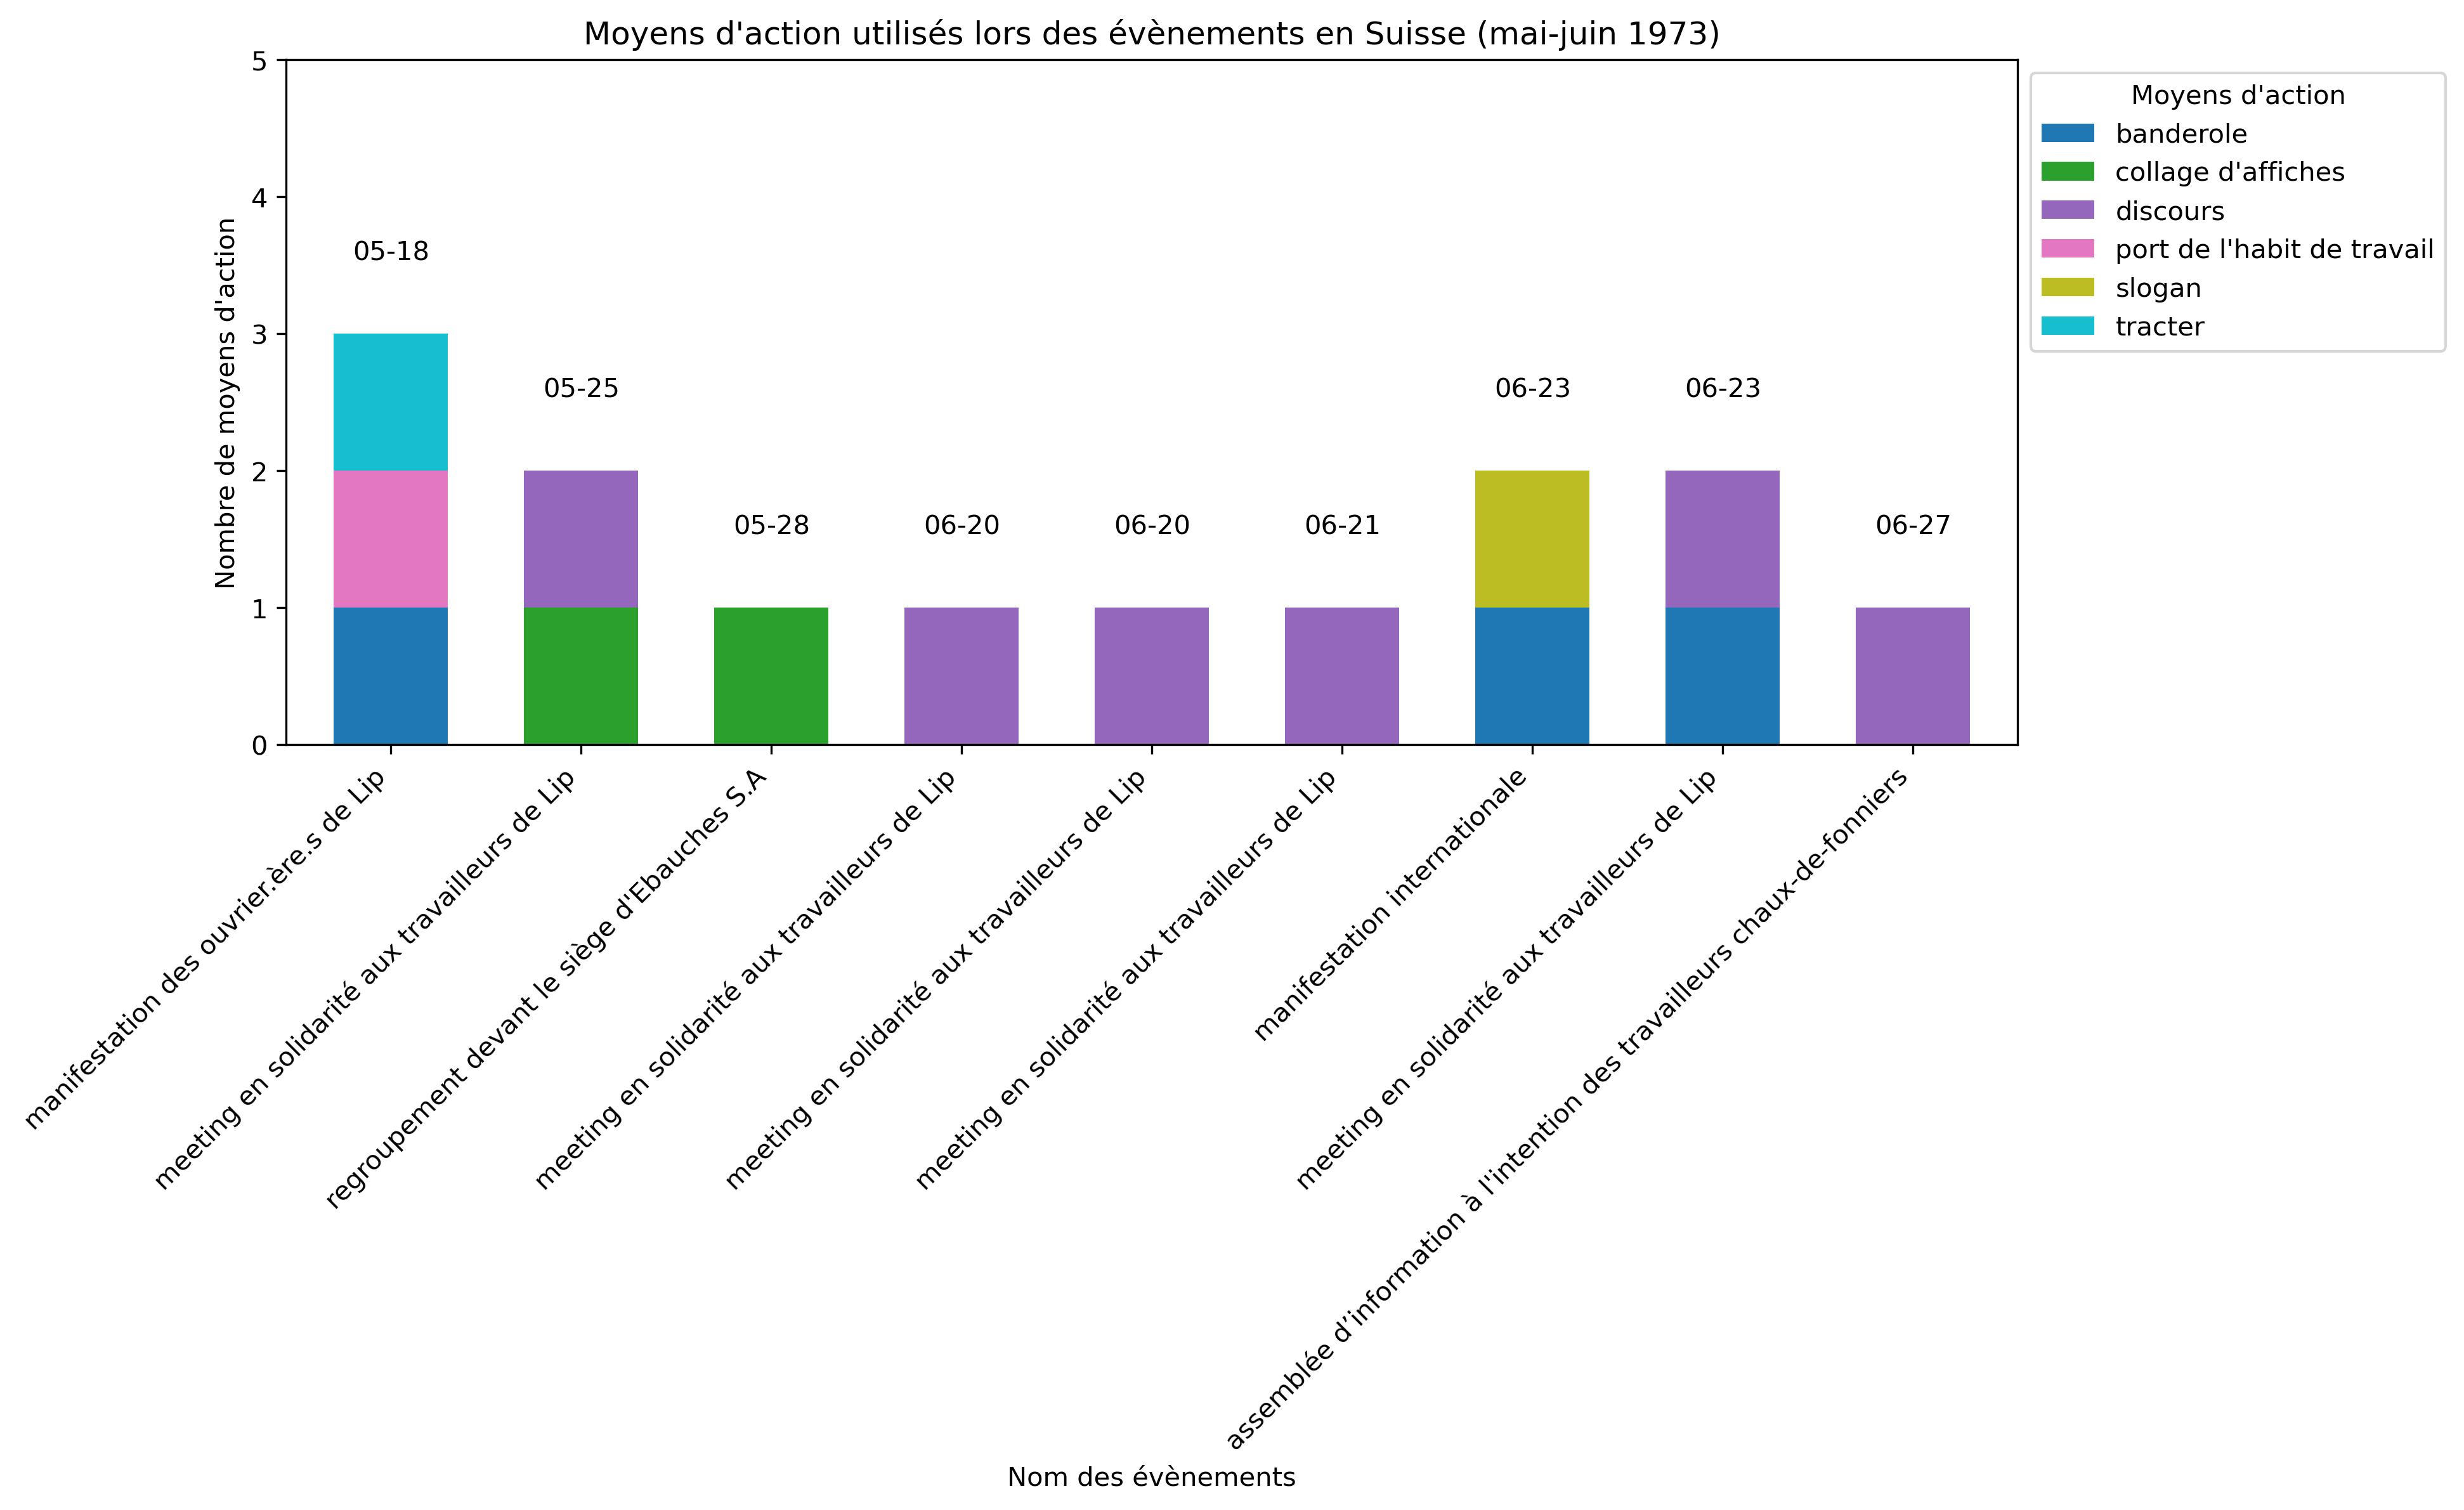 Moyens d'action utilisés lors des évènements en Suisse (mai-juin 1973)
Nombre de moyens d'action
5
4
3
2
1
0
05-18
05-25
05-28
06-20
06-20
06-21
06-23
06-23
06-27
manifestation des ouvrier.ère.s de Lip
meeting en solidarité aux travailleurs de Lip
regroupement devant le siège d'Ebauches S.A
meeting en solidarité aux travailleurs de Lip
meeting en solidarité aux travailleurs de Lip
meeting en solidarité aux travailleurs de Lip
manifestation internationale
meeting en solidarité aux travailleurs de Lip
assemblée d’information à l'intention des travailleurs chaux-de-fonniers
Nom des évènements
Moyens d'action
banderole
collage d'affiches
discours
port de l'habit de travail
slogan
tracter